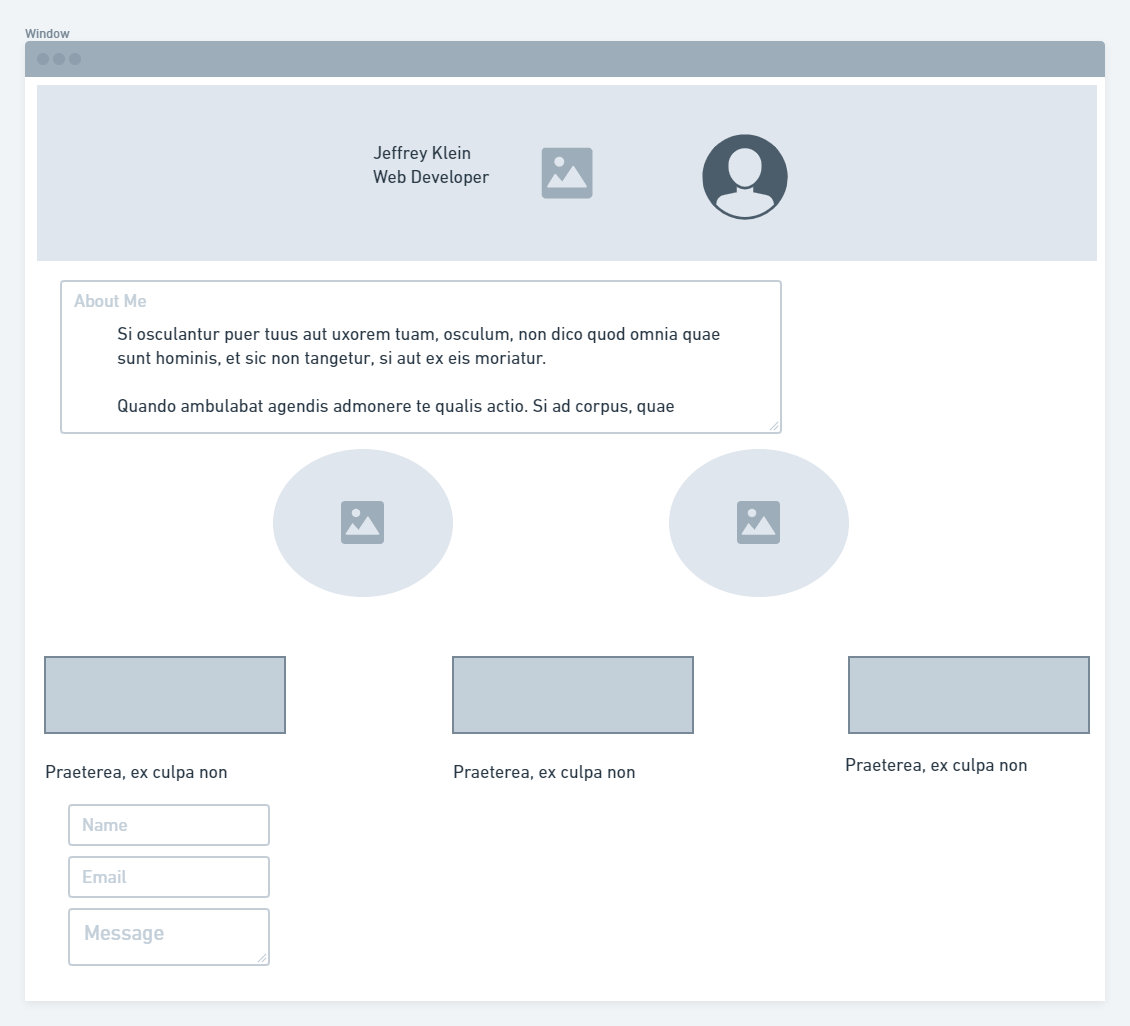 Window
Jeffrey Klein
Web Developer
About Me
Si osculantur puer tuus aut uxorem tuam, osculum, non dico quod omnia quae
sunt hominis, et sic non tangetur, si aut ex eis moriatur.
Quando ambulabat agendis admonere te qualis actio. Si ad corpus, quae
Praeterea, ex culpa non
Praeterea, ex culpa non
Praeterea, ex culpa non
Name
Email
Message